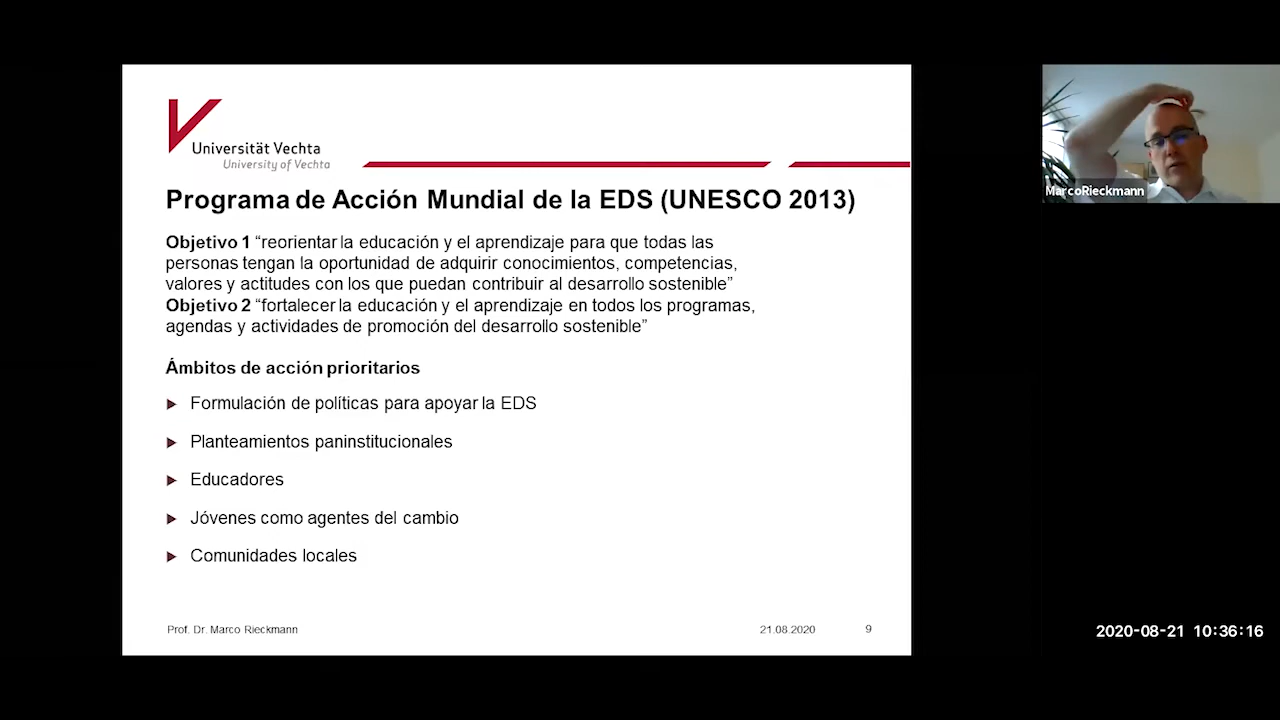 Universität Vechta
University of Vechta
Programa de Acción Mundial de la EDS (UNESCO 2013)
Objetivo 1 “reorientar la educación y el aprendizaje para que todas las
personas tengan la oportunidad de adquirir conocimientos, competencias,
valores y actitudes con los que puedan contribuir al desarrollo sostenible”
Objetivo 2 “fortalecer la educación y el aprendizaje en todos los programas,
agendas y actividades de promoción del desarrollo sostenible”
Ámbitos de acción prioritarios
Formulación de políticas para apoyar la EDS
Planteamientos paninstitucionales
Educadores
Jóvenes como agentes del cambio
Comunidades locales
Prof. Dr. Marco Rieckmann 21.08.2020 9
MarcoRieckmann
2020-08-21 10:36:16